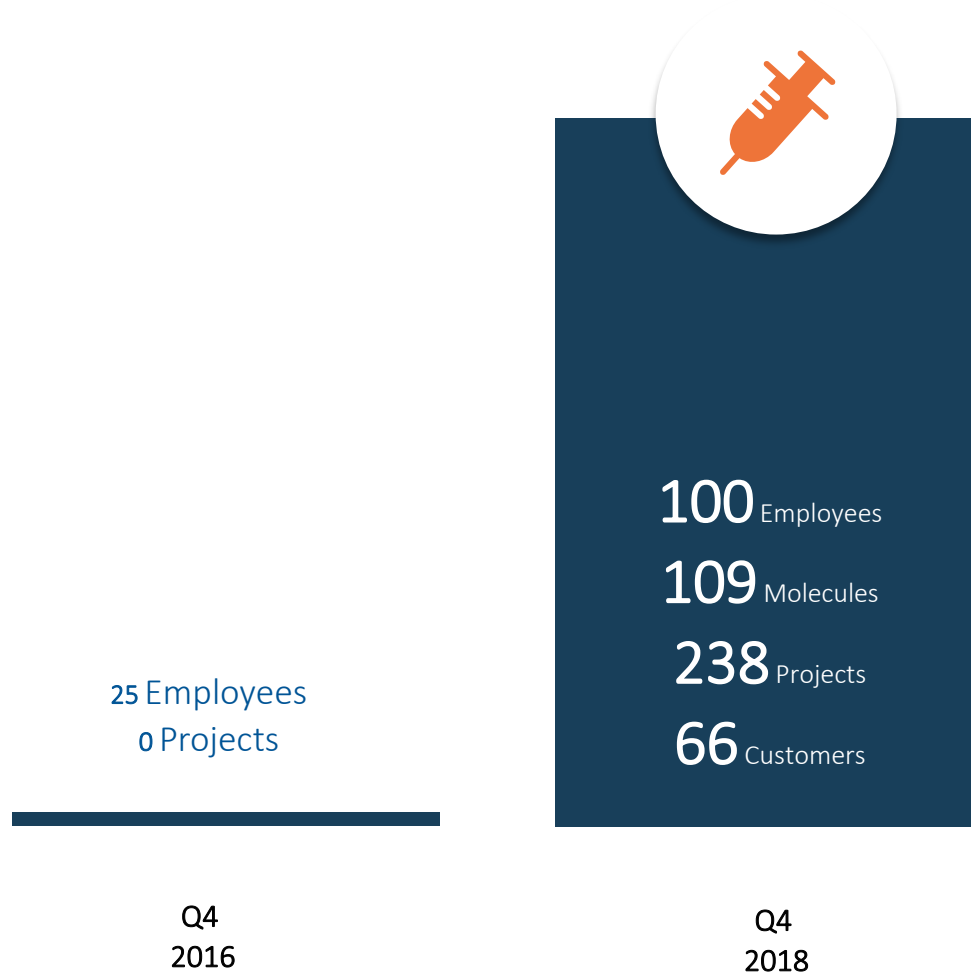 25 Employees
0 Projects
Q4
2016
100 Employees
109 Molecules
238 Projects
66 Customers
Q4
2018